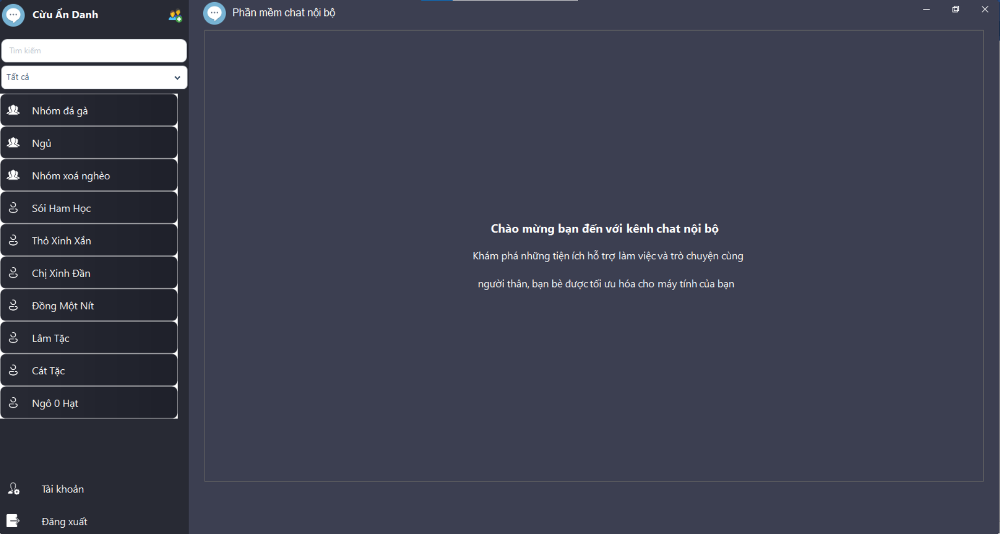 Cừu Ẩn Danh
Phần mềm chat nội bộ
Tìm kiếm
Tất cả
Nhóm đá gà
Ngủ
Nhóm xoá nghèo
Sói Ham Học
Thỏ Xinh Xắn
Chị Xinh Đần
Đồng Một Nít
Lâm Tặc
Cát Tặc
Ngô 0 Hạt
Tài khoản
Đăng xuất
Chào mừng bạn đến với kênh chat nội bộ
Khám phá những tiện ích hỗ trợ làm việc và trò chuyện cùng
người thân, bạn bè được tối ưu hóa cho máy tính của bạn